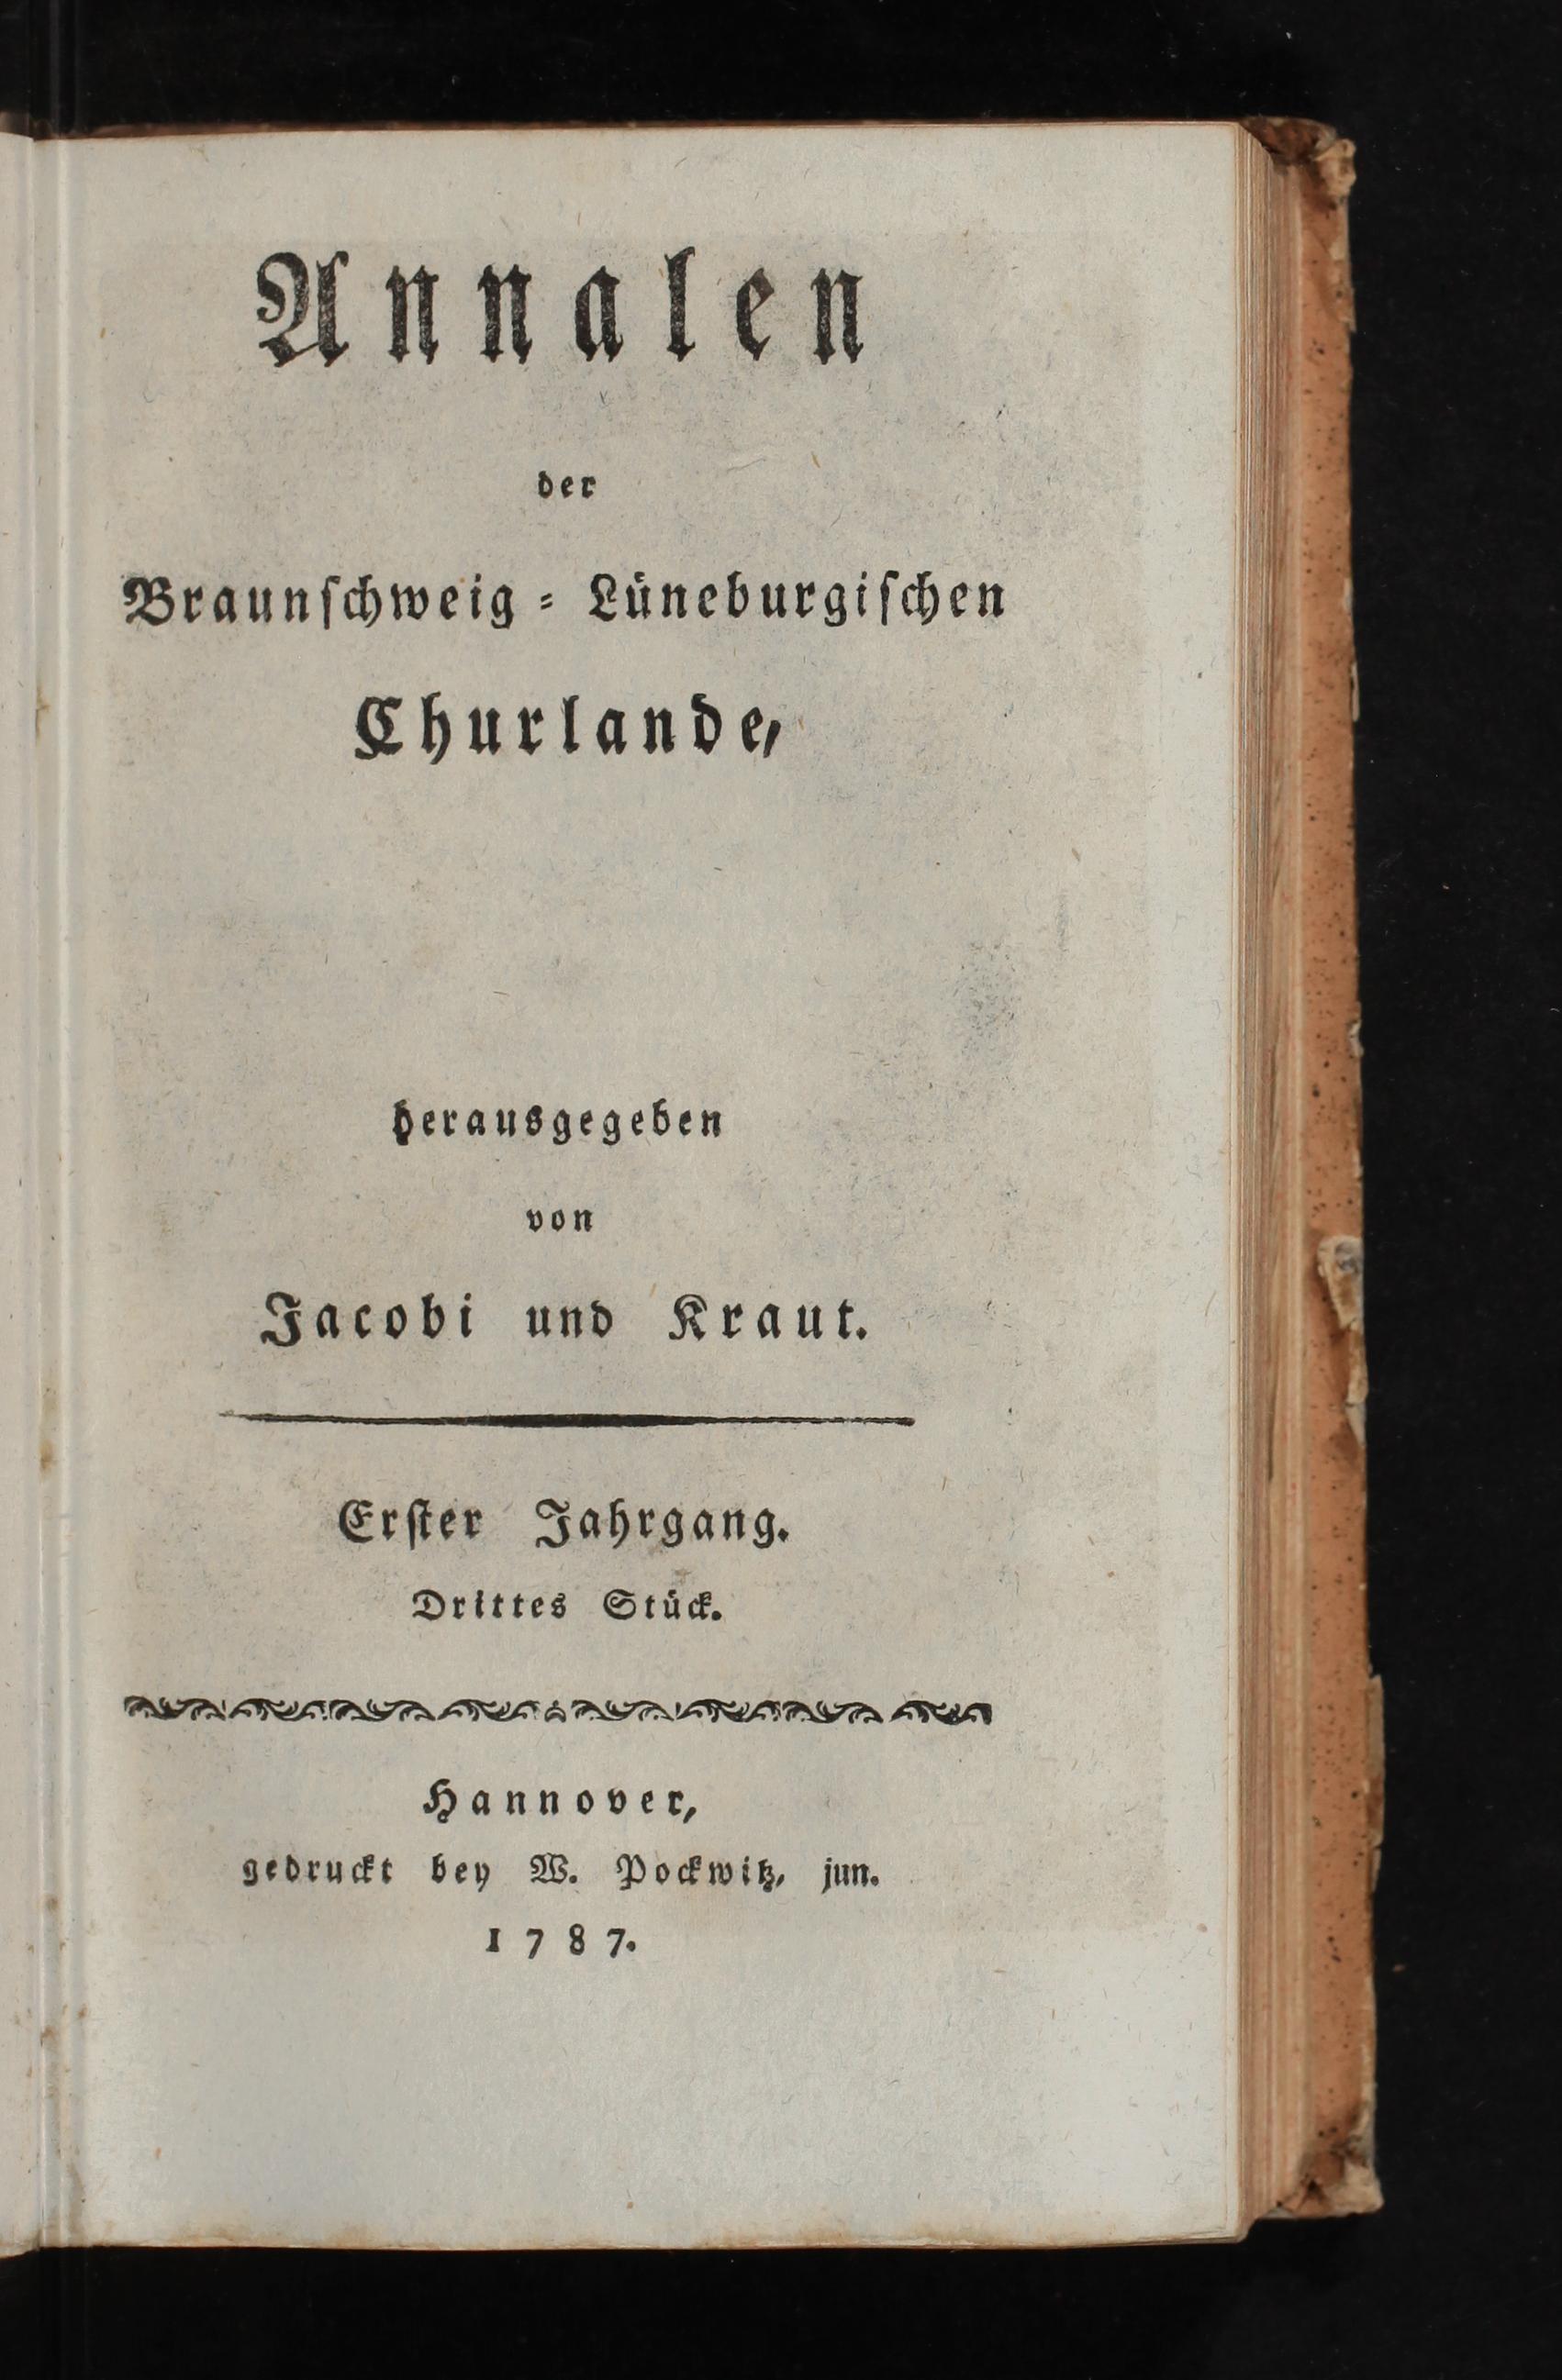 Annalen
der
Braunſchweig⸗Lüneburgiſchen
Churlande,
herausgegeben
von
Jacobi und Kraut.
Erſter Jahrgang.
Drittes Stück.
Hannover,
gedruckt bey W. Pockwitz, jun.
1787.